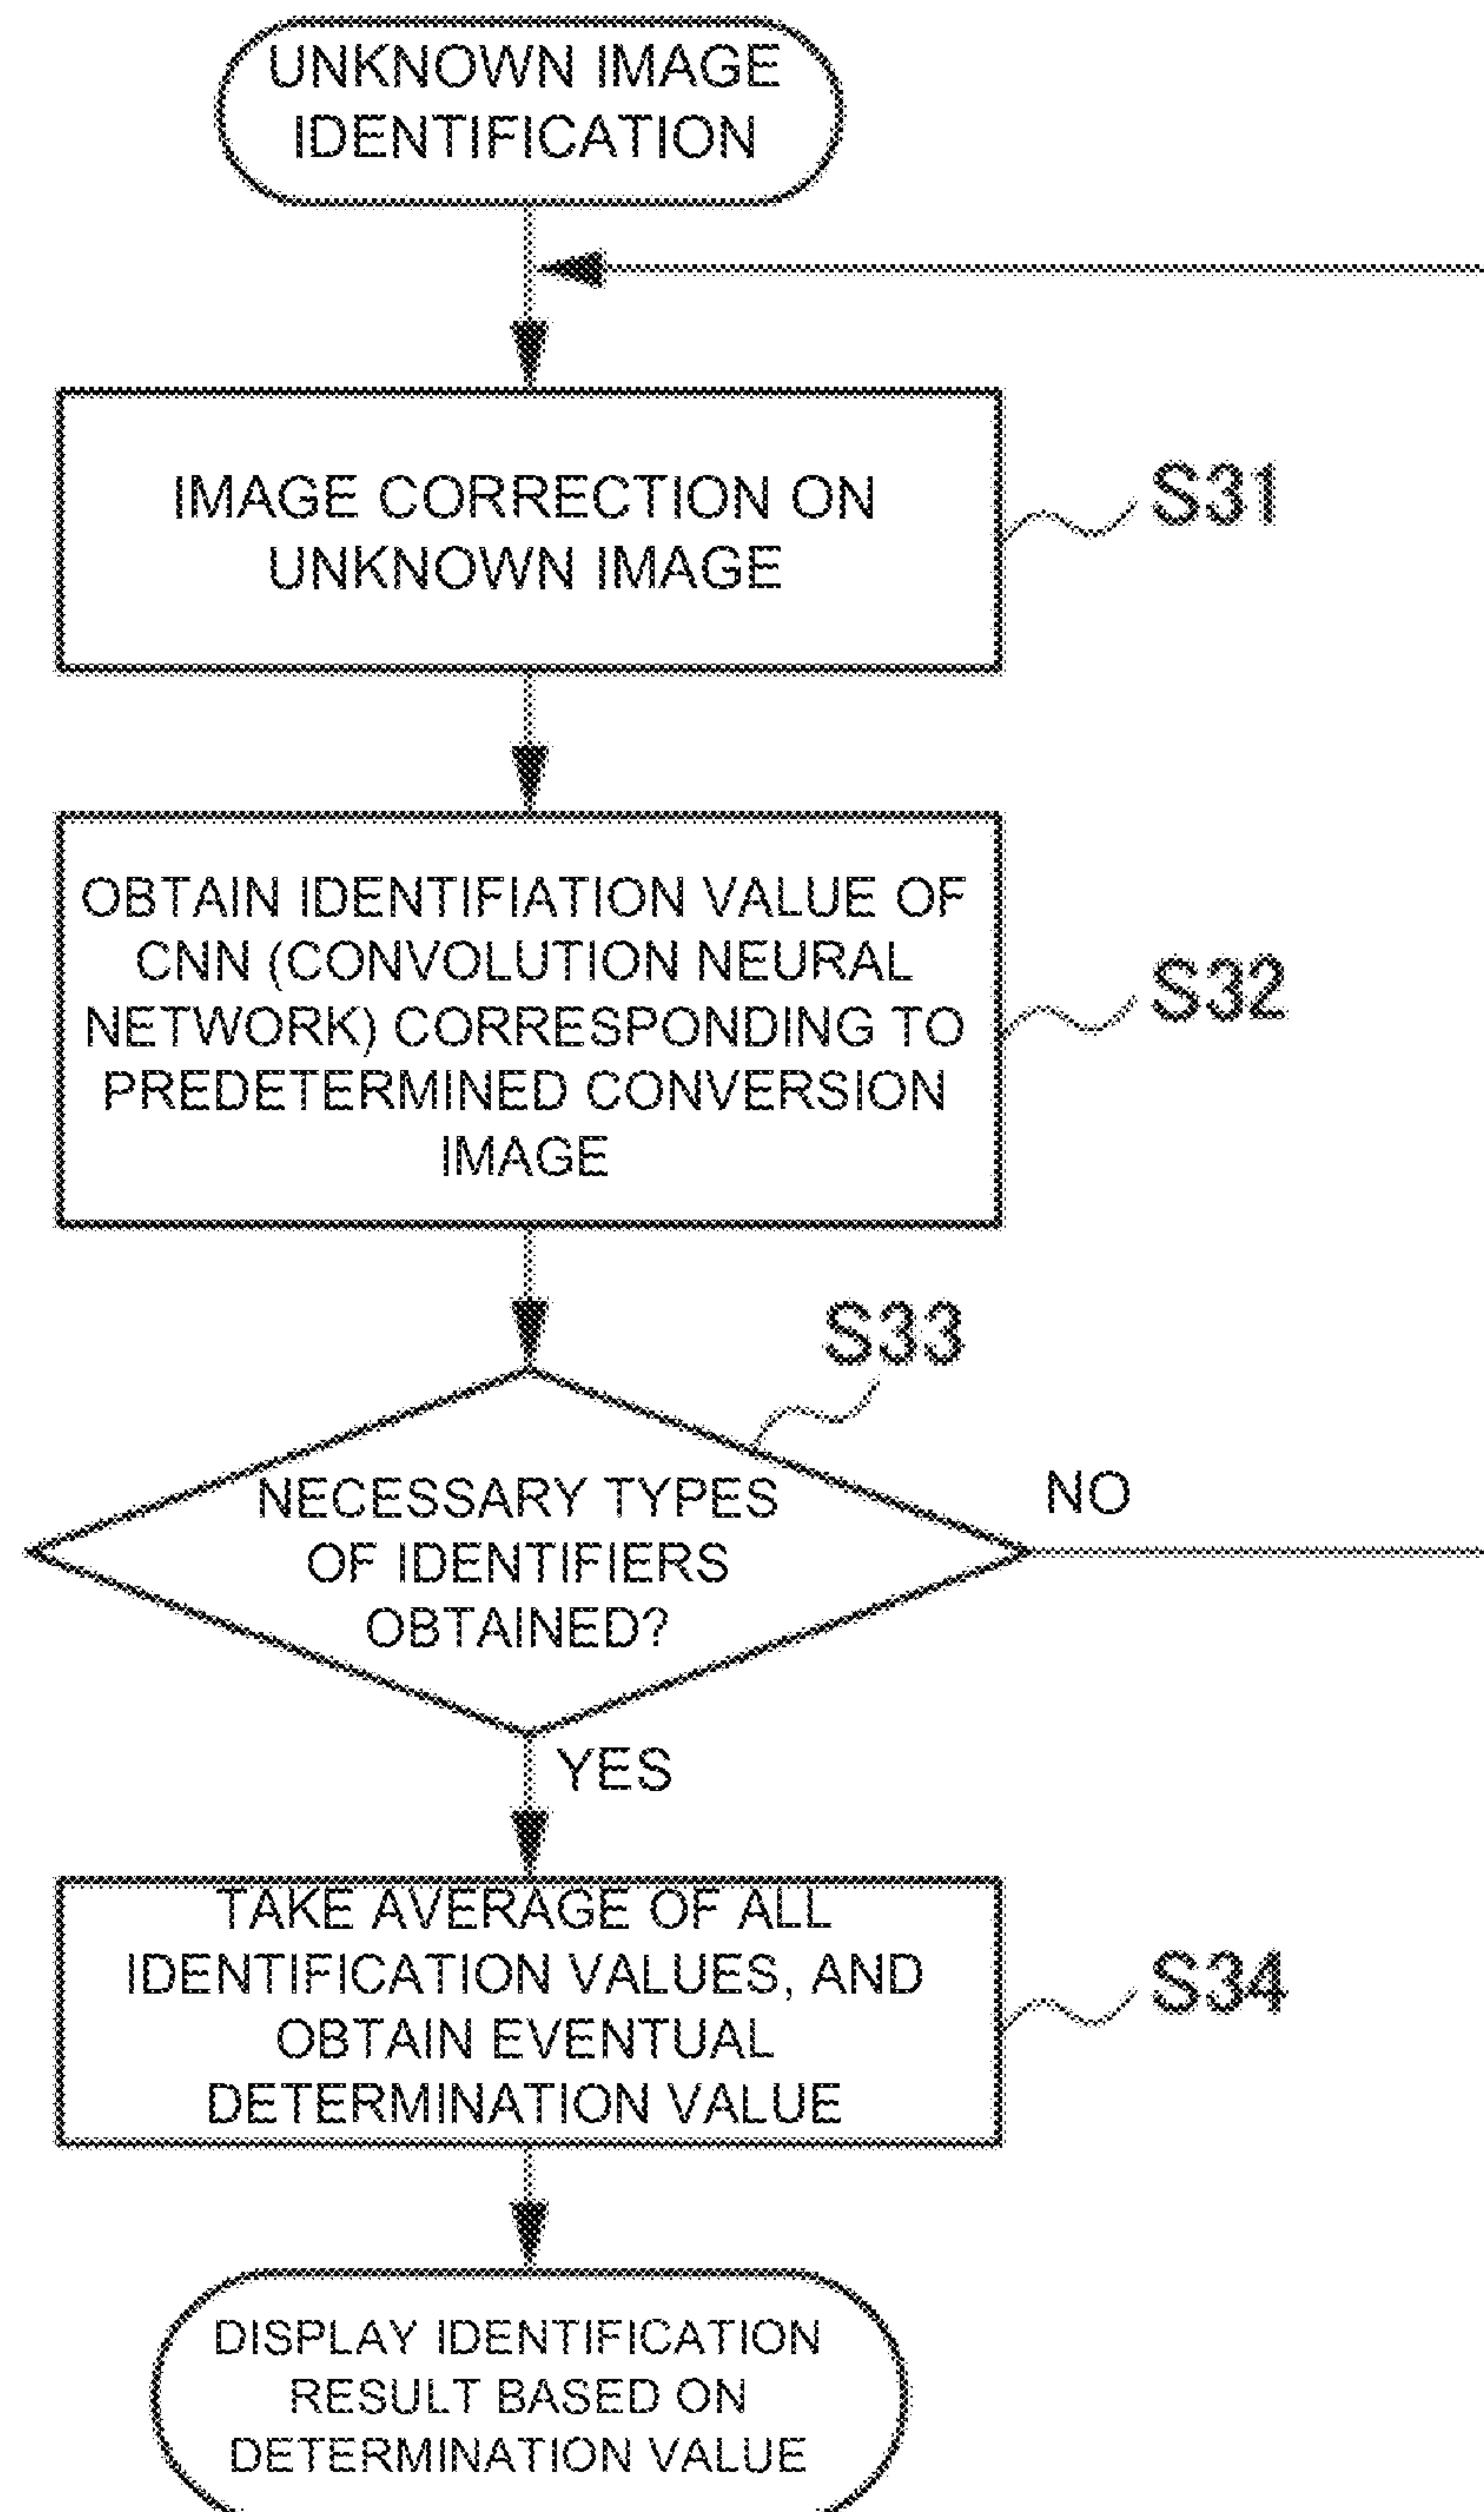 UNKNOWN IMAGE
IDENTIFICATION
IMAGE CORRECTION ON
UNKNOWN IMAGE
S31
OBTAIN IDENTIFIATION VALUE OF
CNN (CONVOLUTION NEURAL
NETWORK) CORRESPONDING TO
PREDETERMINED CONVERSION
IMAGE
S32
S33
NECESSARY TYPES
OF IDENTIFIERS
OBTAINED?
NO
YES
TAKE AVERAGE OF ALL
IDENTIFICATION VALUES, AND
OBTAIN EVENTUAL
DETERMINATION VALUE
S34
DISPLAY IDENTIFICATION
RESULT BASED ON
DETERMINATION VALUE